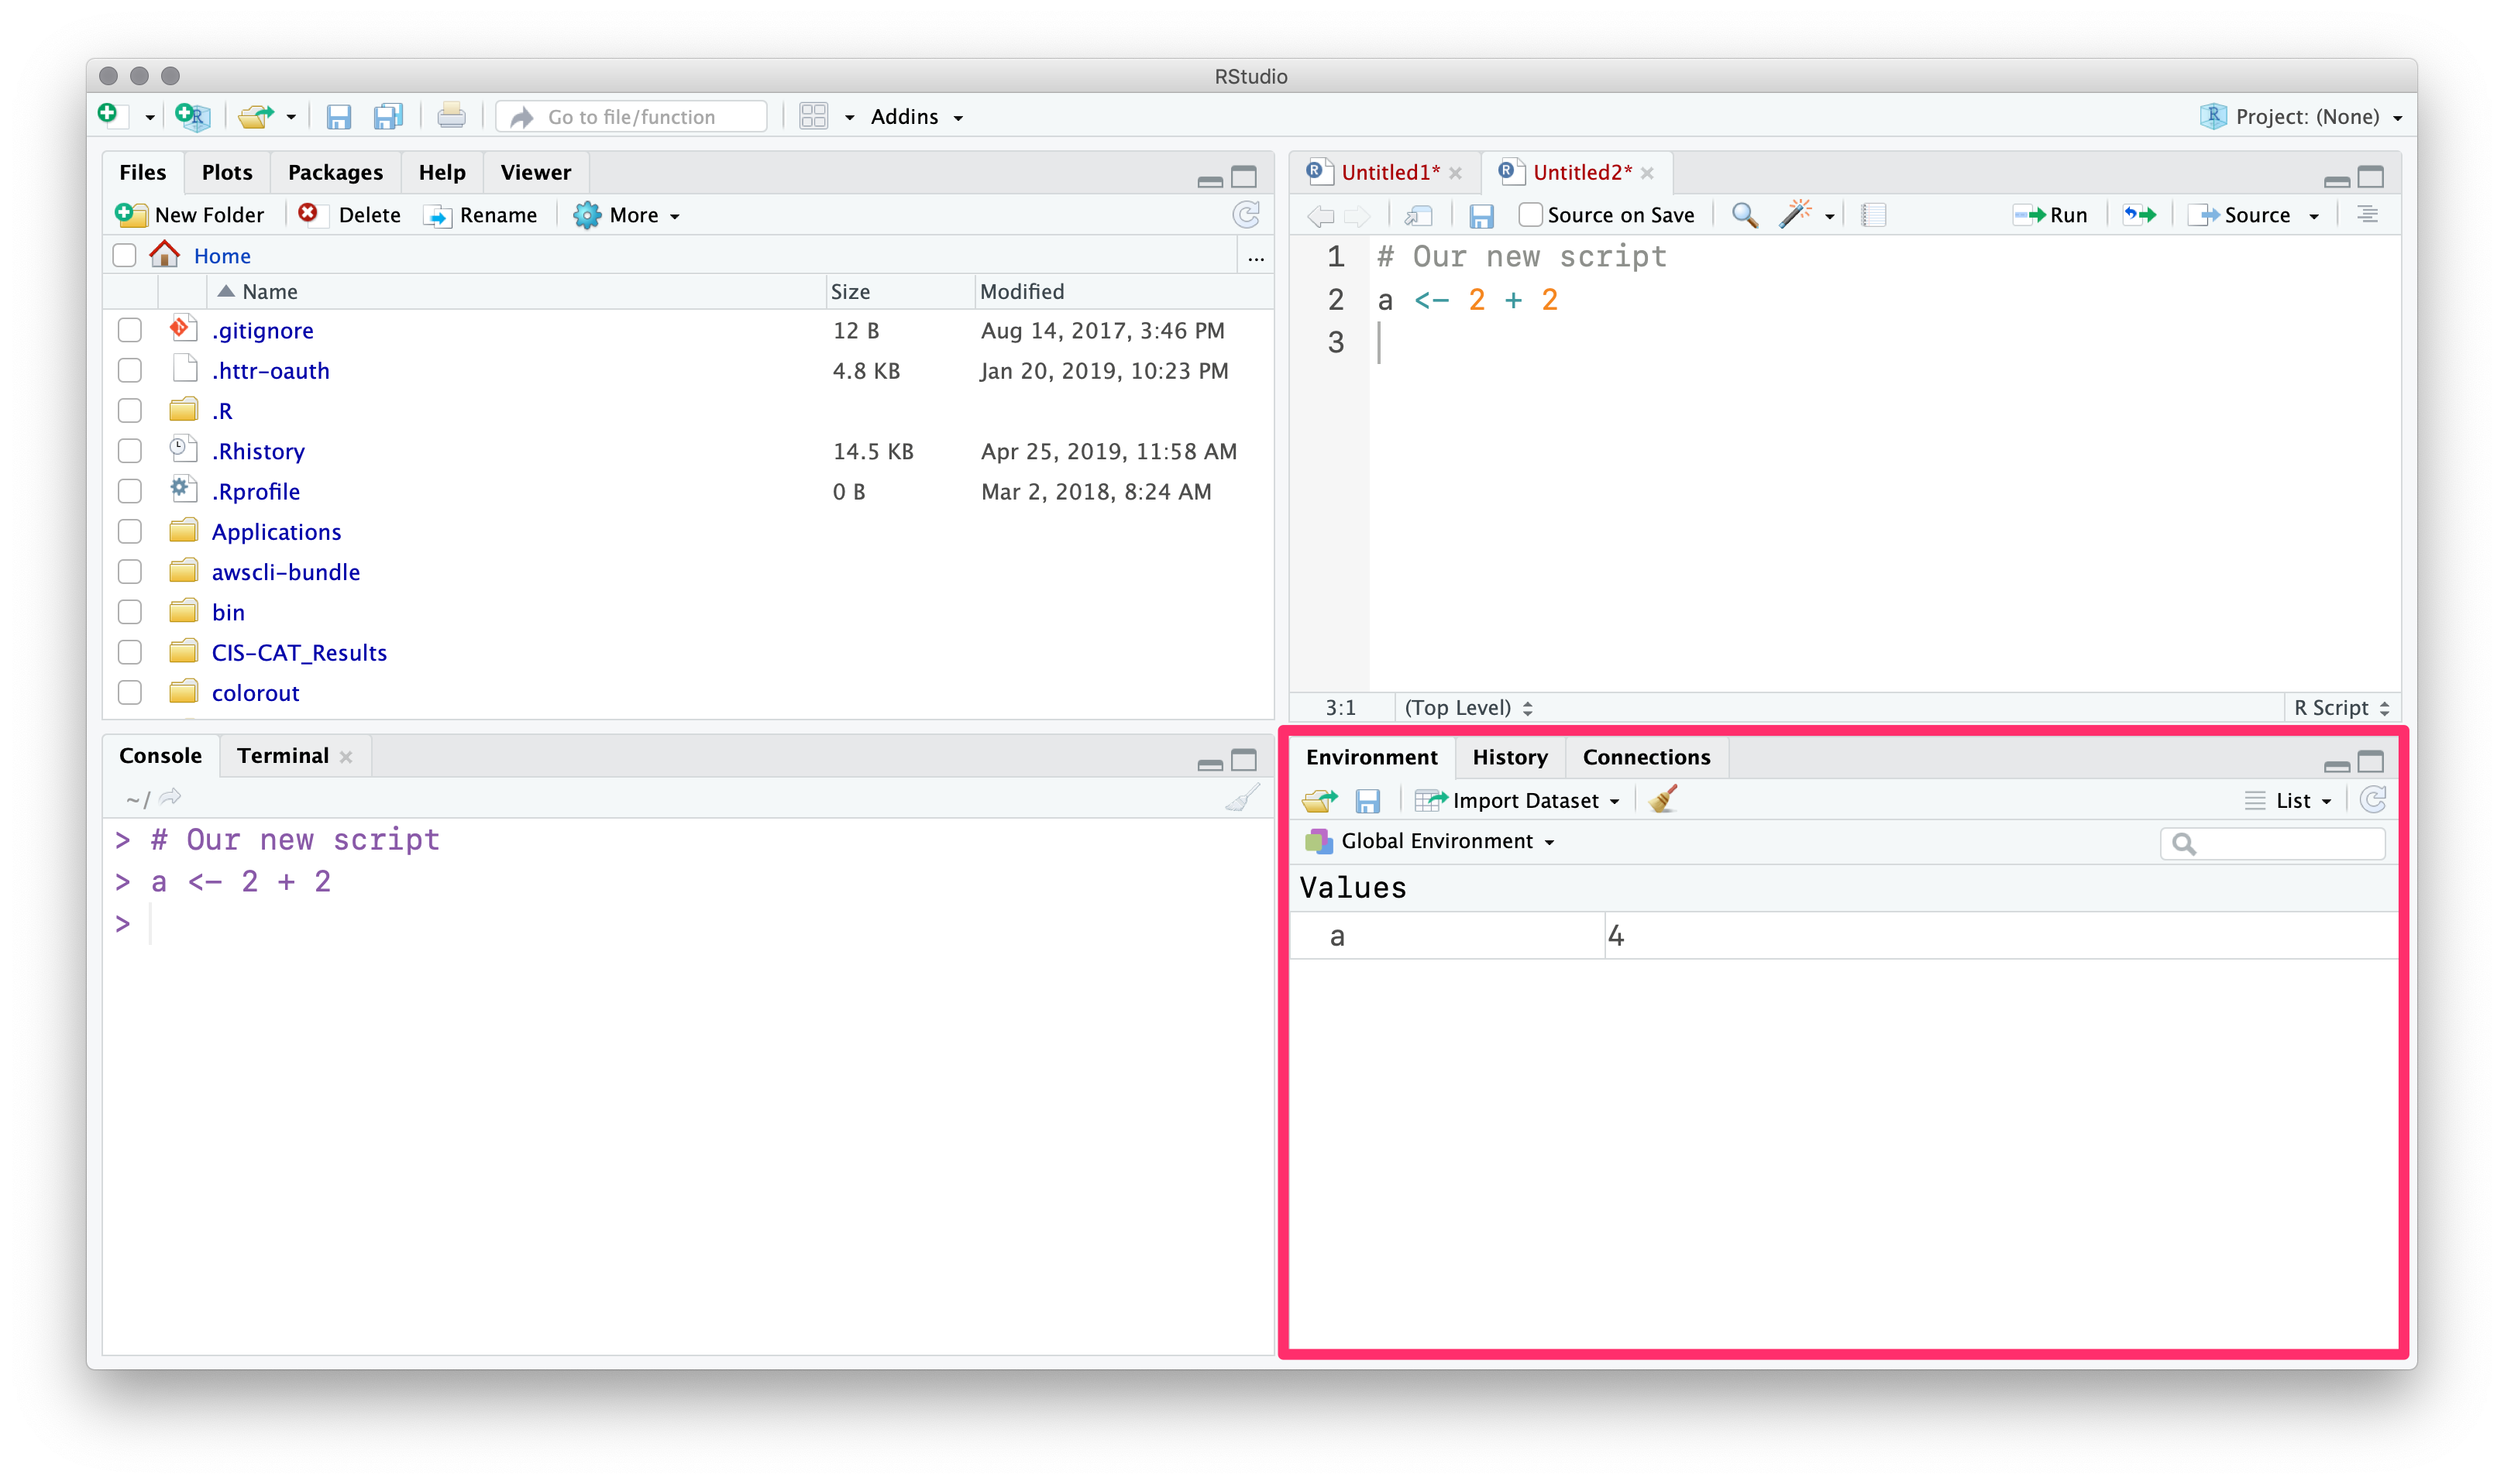 RStudio
Go to file/function Addins Project: (None)
Files Plots Packages Help Viewer
New Folder Delete Rename More
Home ...
Name Size Modified
.gitignore 12 B Aug 14, 2017, 3:46 PM
.httr-oauth 4.8 KB Jan 20, 2019, 10:23 PM
.R
.Rhistory 14.5 KB Apr 25, 2019, 11:58 AM
.Rprofile 0 B Mar 2, 2018, 8:24 AM
Applications
awscli-bundle
bin
CIS-CAT_Results
colorout
Untitled1* Untitled2*
Source on Save Run Source
1 # Our new script
2 a <- 2 + 2
3
3:1 (Top Level) R Script
Console Terminal
~/
> # Our new script
> a <- 2 + 2
>
Environment History Connections
Import Dataset List
Global Environment
Values
a 4